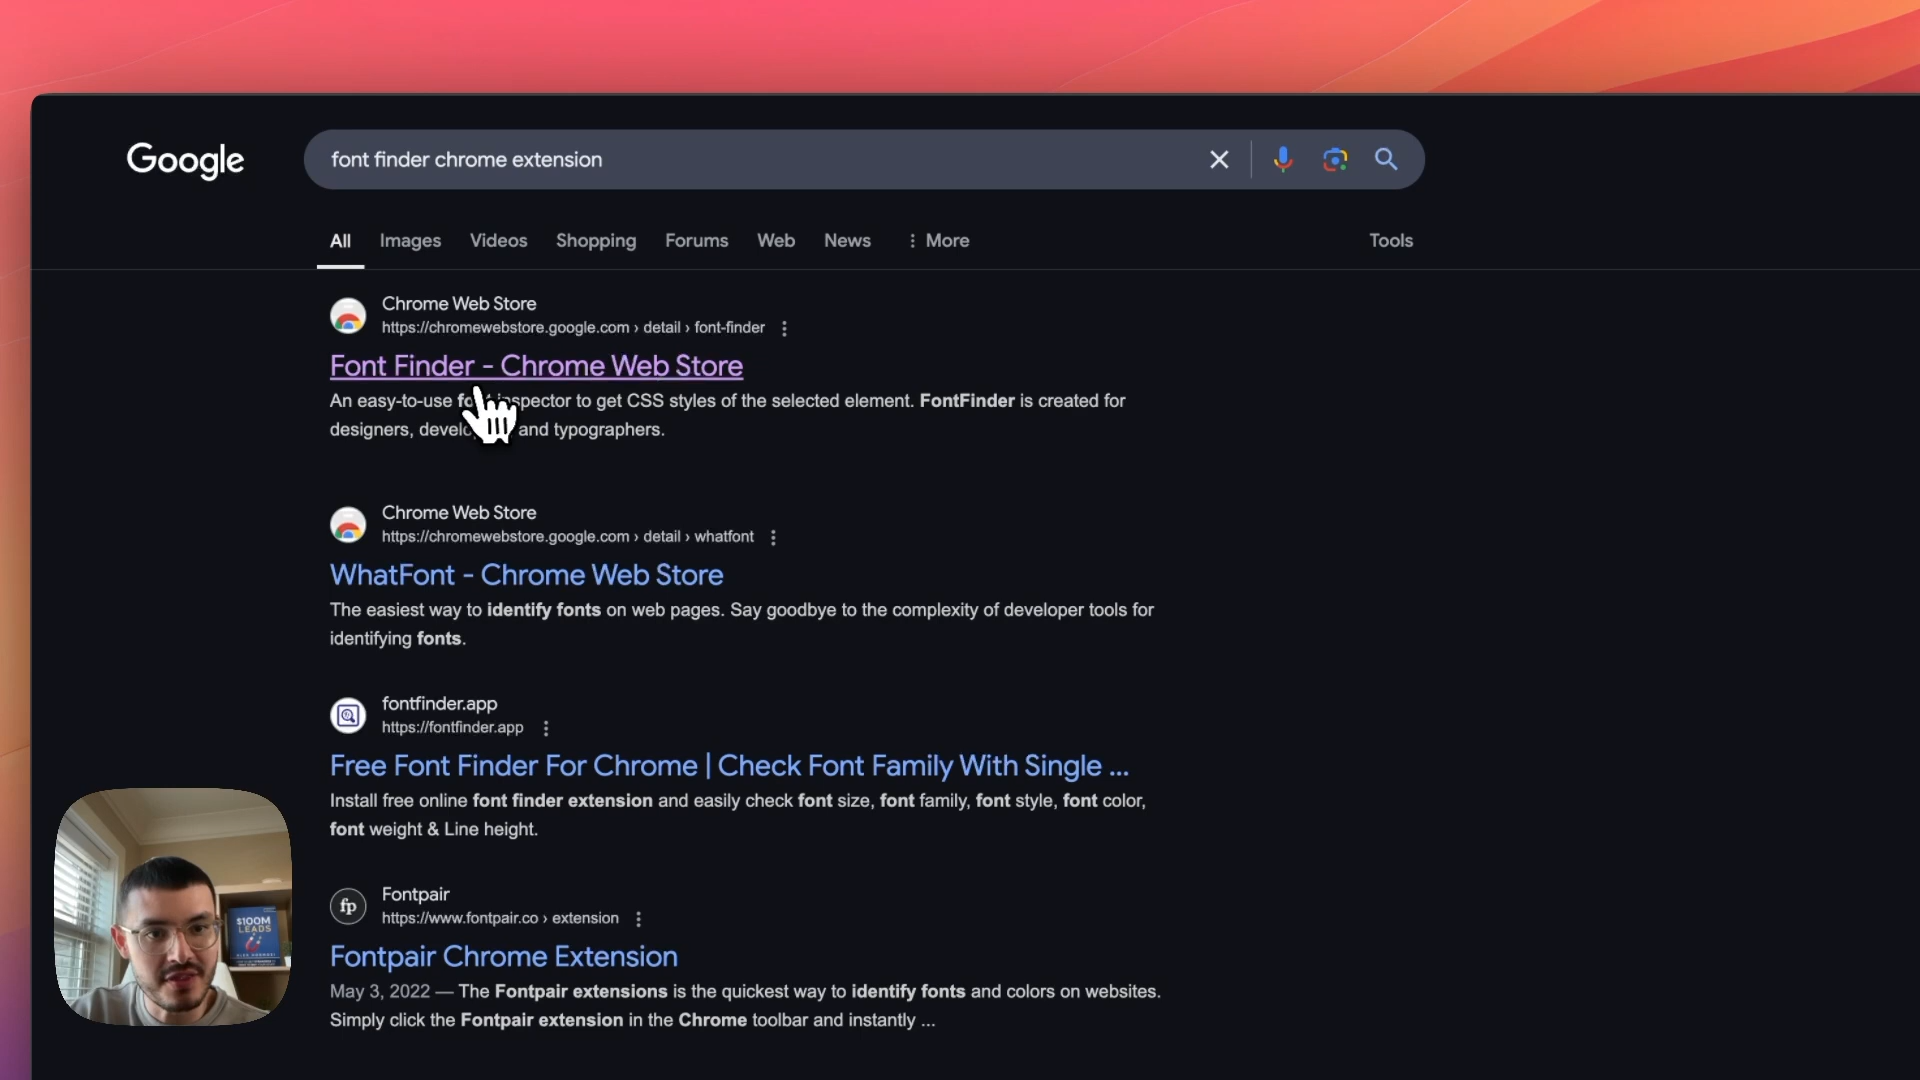 Google
font finder chrome extension
All Images Videos Shopping Forums Web News More Tools
Chrome Web Store
https://chromewebstore.google.com › detail › font-finder
Font Finder - Chrome Web Store
An easy-to-use inspector to get CSS styles of the selected element. FontFinder is created for
designers, and typographers.
Chrome Web Store
https://chromewebstore.google.com › detail › whatfont
WhatFont - Chrome Web Store
The easiest way to identify fonts on web pages. Say goodbye to the complexity of developer tools for
identifying fonts.
fontfinder.app
https://fontfinder.app
Free Font Finder For Chrome | Check Font Family With Single ...
Install free online font finder extension and easily check font size, font family, font style, font color,
font weight & Line height.
fp
Fontpair
https://www.fontpair.co › extension
Fontpair Chrome Extension
May 3, 2022 — The Fontpair extensions is the quickest way to identify fonts and colors on websites.
Simply click the Fontpair extension in the Chrome toolbar and instantly ...
$100M
LEADS